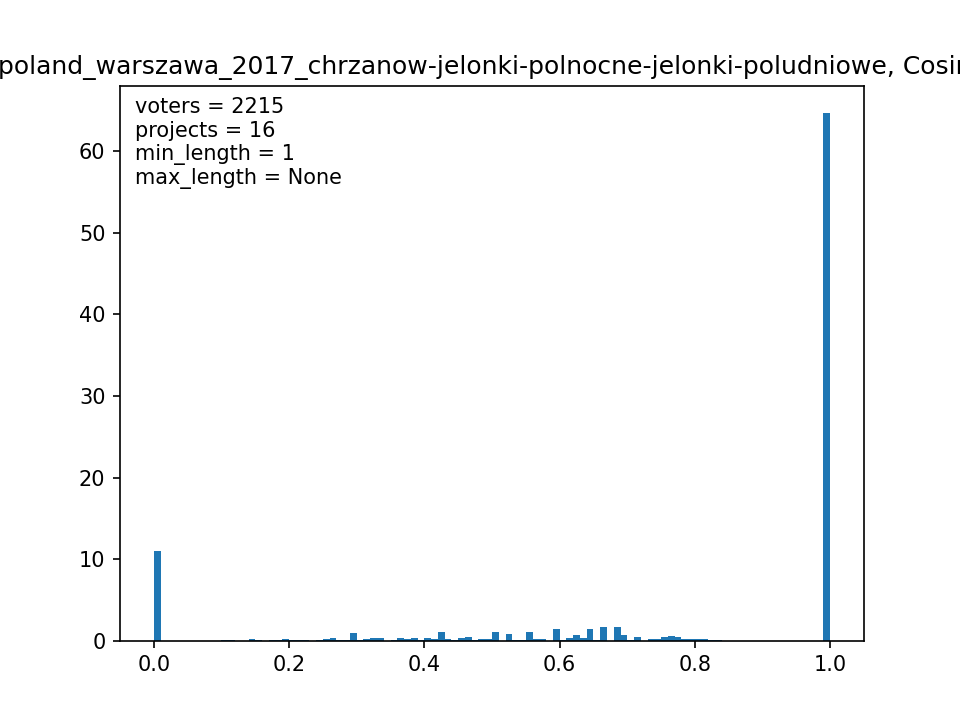 poland_warszawa_2017_chrzanow-jelonki-polnocne-jelonki-poludniowe, Cosin
voters = 2215
projects = 16
min_length = 1
max_length = None
60
50
40
30
20
10
0
0.0 0.2 0.4 0.6 0.8 1.0